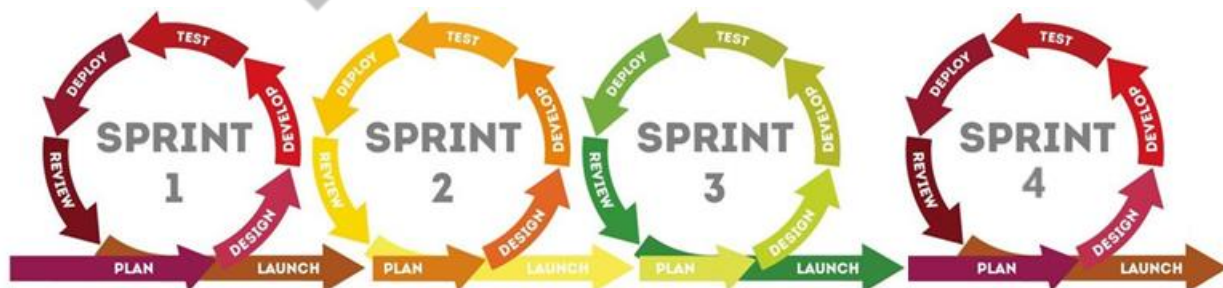 SPRINT
1
PLAN
DESIGN
DEVELOP
TEST
DEPLOY
REVIEW
LAUNCH
SPRINT
2
PLAN
DESIGN
DEVELOP
TEST
DEPLOY
REVIEW
LAUNCH
SPRINT
3
PLAN
DESIGN
DEVELOP
TEST
DEPLOY
REVIEW
LAUNCH
SPRINT
4
PLAN
DESIGN
DEVELOP
TEST
DEPLOY
REVIEW
LAUNCH